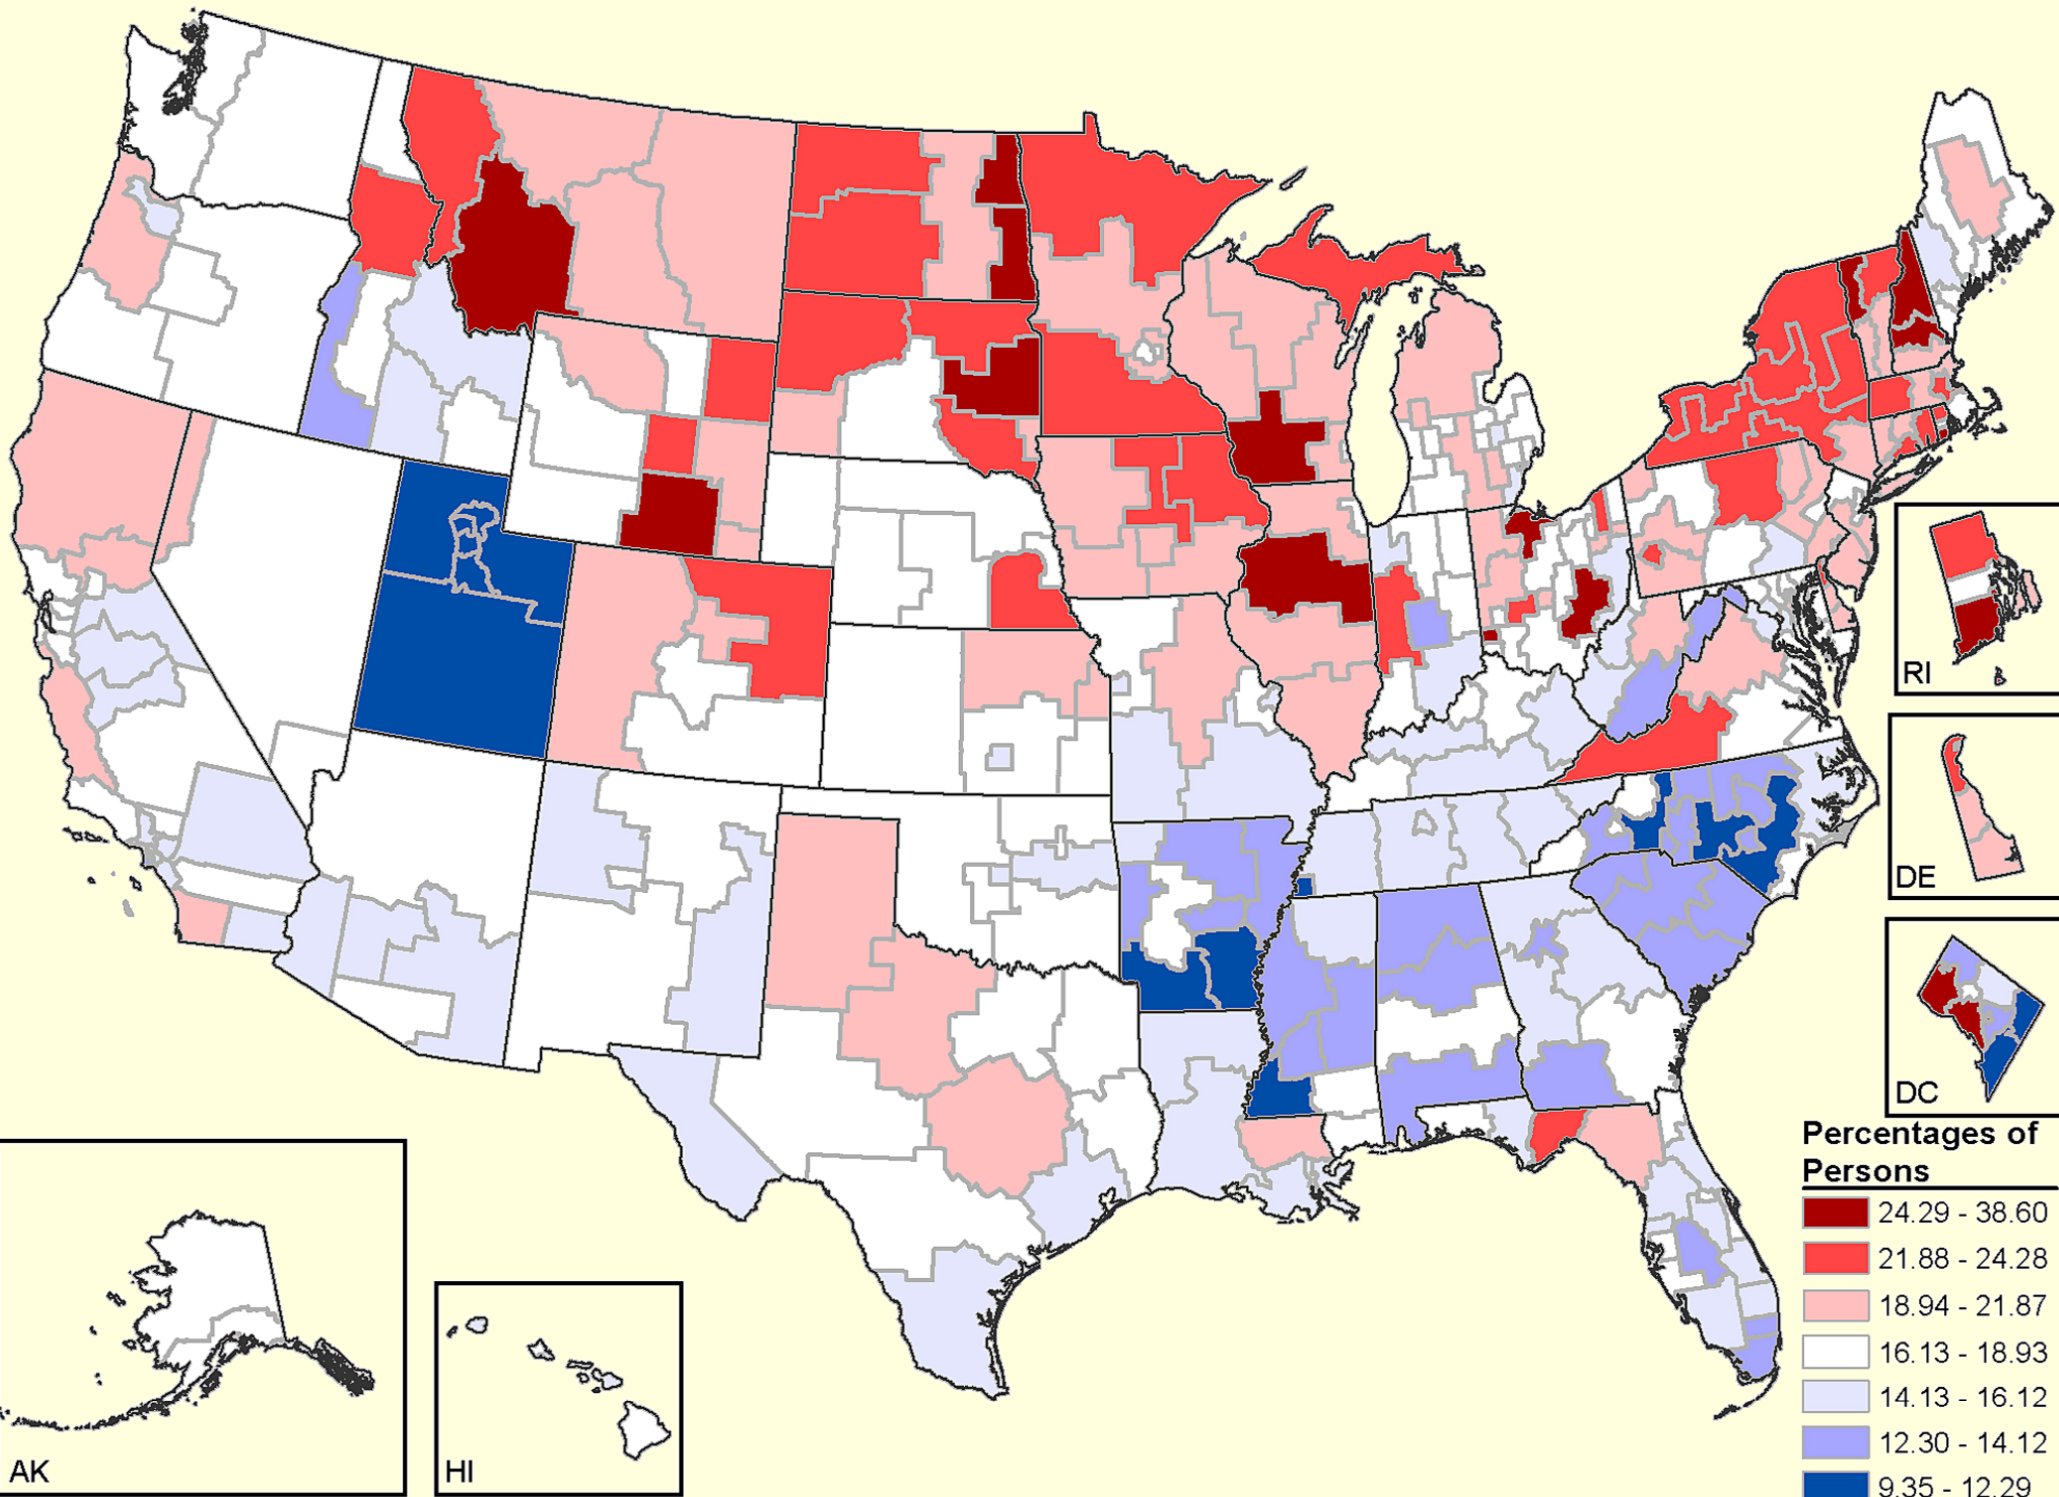 RI
DE
DC
Percentages of
Persons
24.29 - 38.60
21.88 - 24.28
18.94 - 21.87
16.13 - 18.93
14.13 - 16.12
12.30 - 14.12
9.35 - 12.29
AK
HI